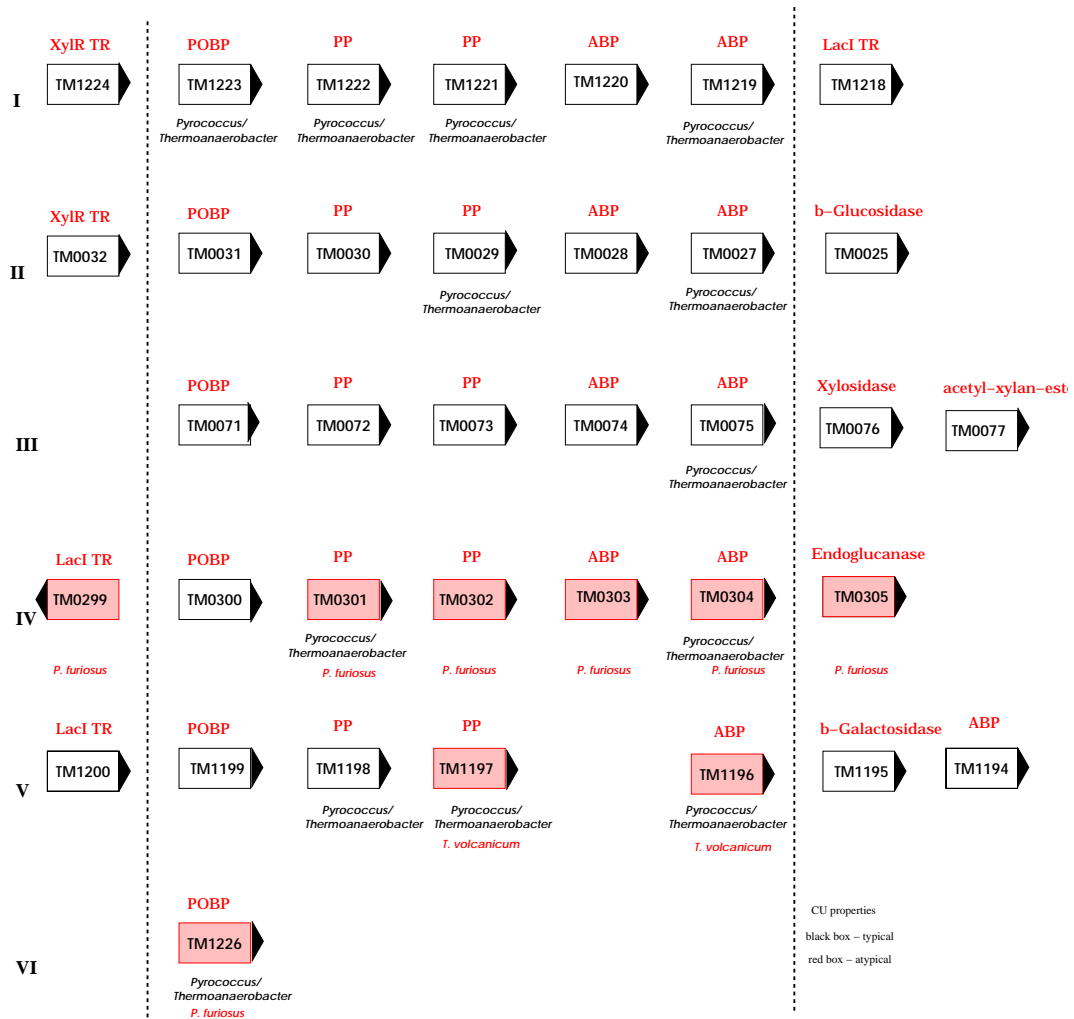 XylR TR POBP PP PP ABP ABP LacI TR
I TM1224 TM1223 TM1222 TM1221 TM1220 TM1219 TM1218
Pyrococcus/ Pyrococcus/ Pyrococcus/ Pyrococcus/
Thermoanaerobacter Thermoanaerobacter Thermoanaerobacter Thermoanaerobacter
XylR TR POBP PP PP ABP ABP b–Glucosidase
II TM0032 TM0031 TM0030 TM0029 TM0028 TM0027 TM0025
Pyrococcus/ Pyrococcus/
Thermoanaerobacter Thermoanaerobacter
POBP PP PP ABP ABP Xylosidase acetyl–xylan–este
III TM0071 TM0072 TM0073 TM0074 TM0075 TM0076 TM0077
Pyrococcus/
Thermoanaerobacter
LacI TR POBP PP PP ABP ABP Endoglucanase
IV TM0299 TM0300 TM0301 TM0302 TM0303 TM0304 TM0305
Pyrococcus/ Pyrococcus/
Thermoanaerobacter Thermoanaerobacter
P. furiosus P. furiosus P. furiosus P. furiosus P. furiosus P. furiosus
LacI TR POBP PP PP ABP b–Galactosidase ABP
V TM1200 TM1199 TM1198 TM1197 TM1196 TM1195 TM1194
Pyrococcus/ Pyrococcus/ Pyrococcus/
Thermoanaerobacter Thermoanaerobacter Thermoanaerobacter
T. volcanicum T. volcanicum
POBP
VI TM1226
Pyrococcus/
Thermoanaerobacter
P. furiosus
CU properties
black box – typical
red box – atypical